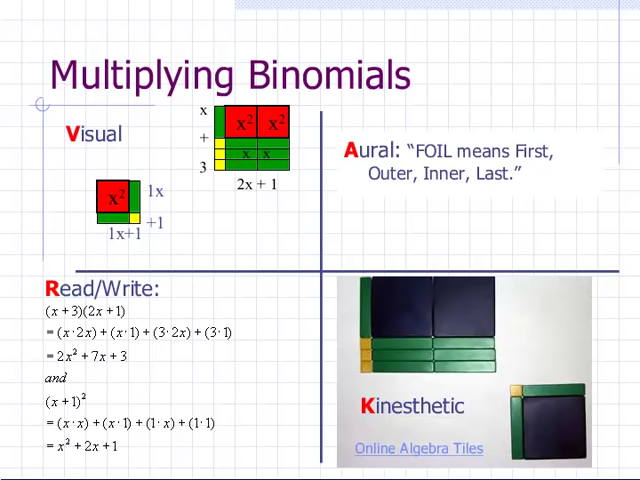 Multiplying Binomials
Visual
x
+
3
x² x²
x x
2x + 1
x²
1x
+1
1x+1
Aural: “FOIL means First,
Outer, Inner, Last.”
Read/Write:
(x + 3)(2x + 1)
= (x · 2x) + (x · 1) + (3 · 2x) + (3 · 1)
= 2x² + 7x + 3
and
(x + 1)²
= (x · x) + (x · 1) + (1 · x) + (1 · 1)
= x² + 2x + 1
Kinesthetic
Online Algebra Tiles